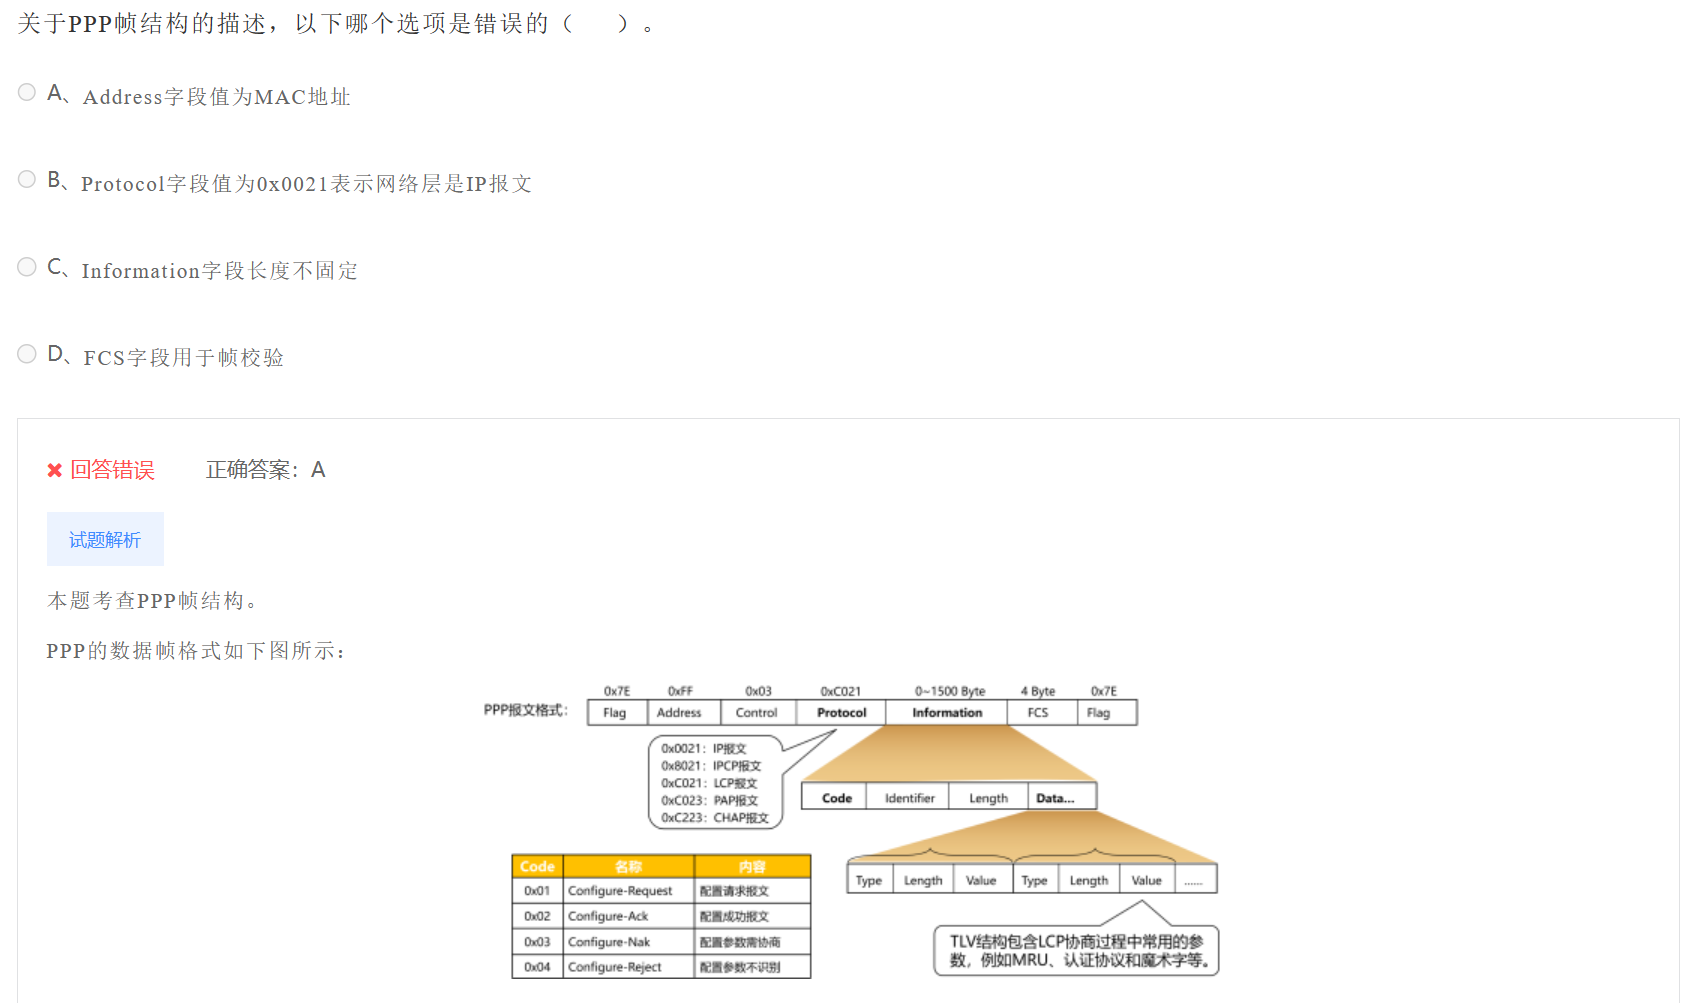 关于PPP帧结构的描述，以下哪个选项是错误的（　　）。
A、Address字段值为MAC地址
B、Protocol字段值为0x0021表示网络层是IP报文
C、Information字段长度不固定
D、FCS字段用于帧校验
回答错误 正确答案：A
试题解析
本题考查PPP帧结构。
PPP的数据帧格式如下图所示：
0x7E 0xFF 0x03 0xC021 0~1500 Byte 4 Byte 0x7E
PPP报文格式： Flag Address Control Protocol Information FCS Flag
0x0021：IP报文
0x8021：IPCP报文
0xC021：LCP报文
0xC023：PAP报文
0xC223：CHAP报文
Code Identifier Length Data...
Type Length Value Type Length Value ......
TLV结构包含LCP协商过程中常用的参
数，例如MRU、认证协议和魔术字等。
Code 名称 内容
0x01 Configure-Request 配置请求报文
0x02 Configure-Ack 配置成功报文
0x03 Configure-Nak 配置参数需协商
0x04 Configure-Reject 配置参数不识别